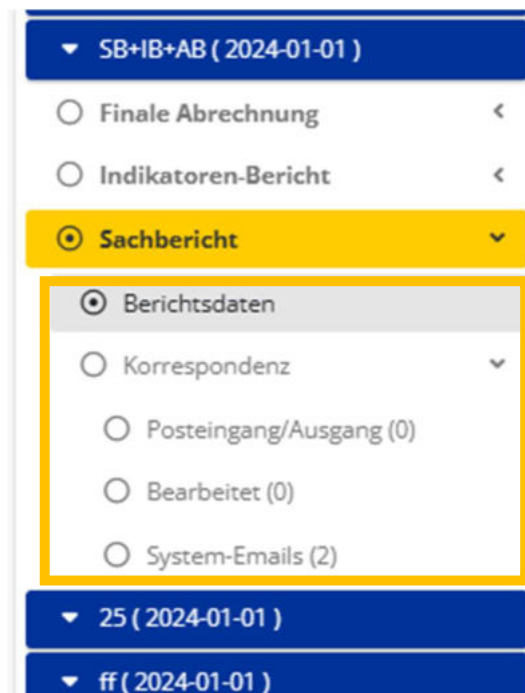 SB+IB+AB ( 2024-01-01 )
Finale Abrechnung
Indikatoren-Bericht
Sachbericht
Berichtsdaten
Korrespondenz
Posteingang/Ausgang (0)
Bearbeitet (0)
System-Emails (2)
25 ( 2024-01-01 )
ff ( 2024-01-01 )